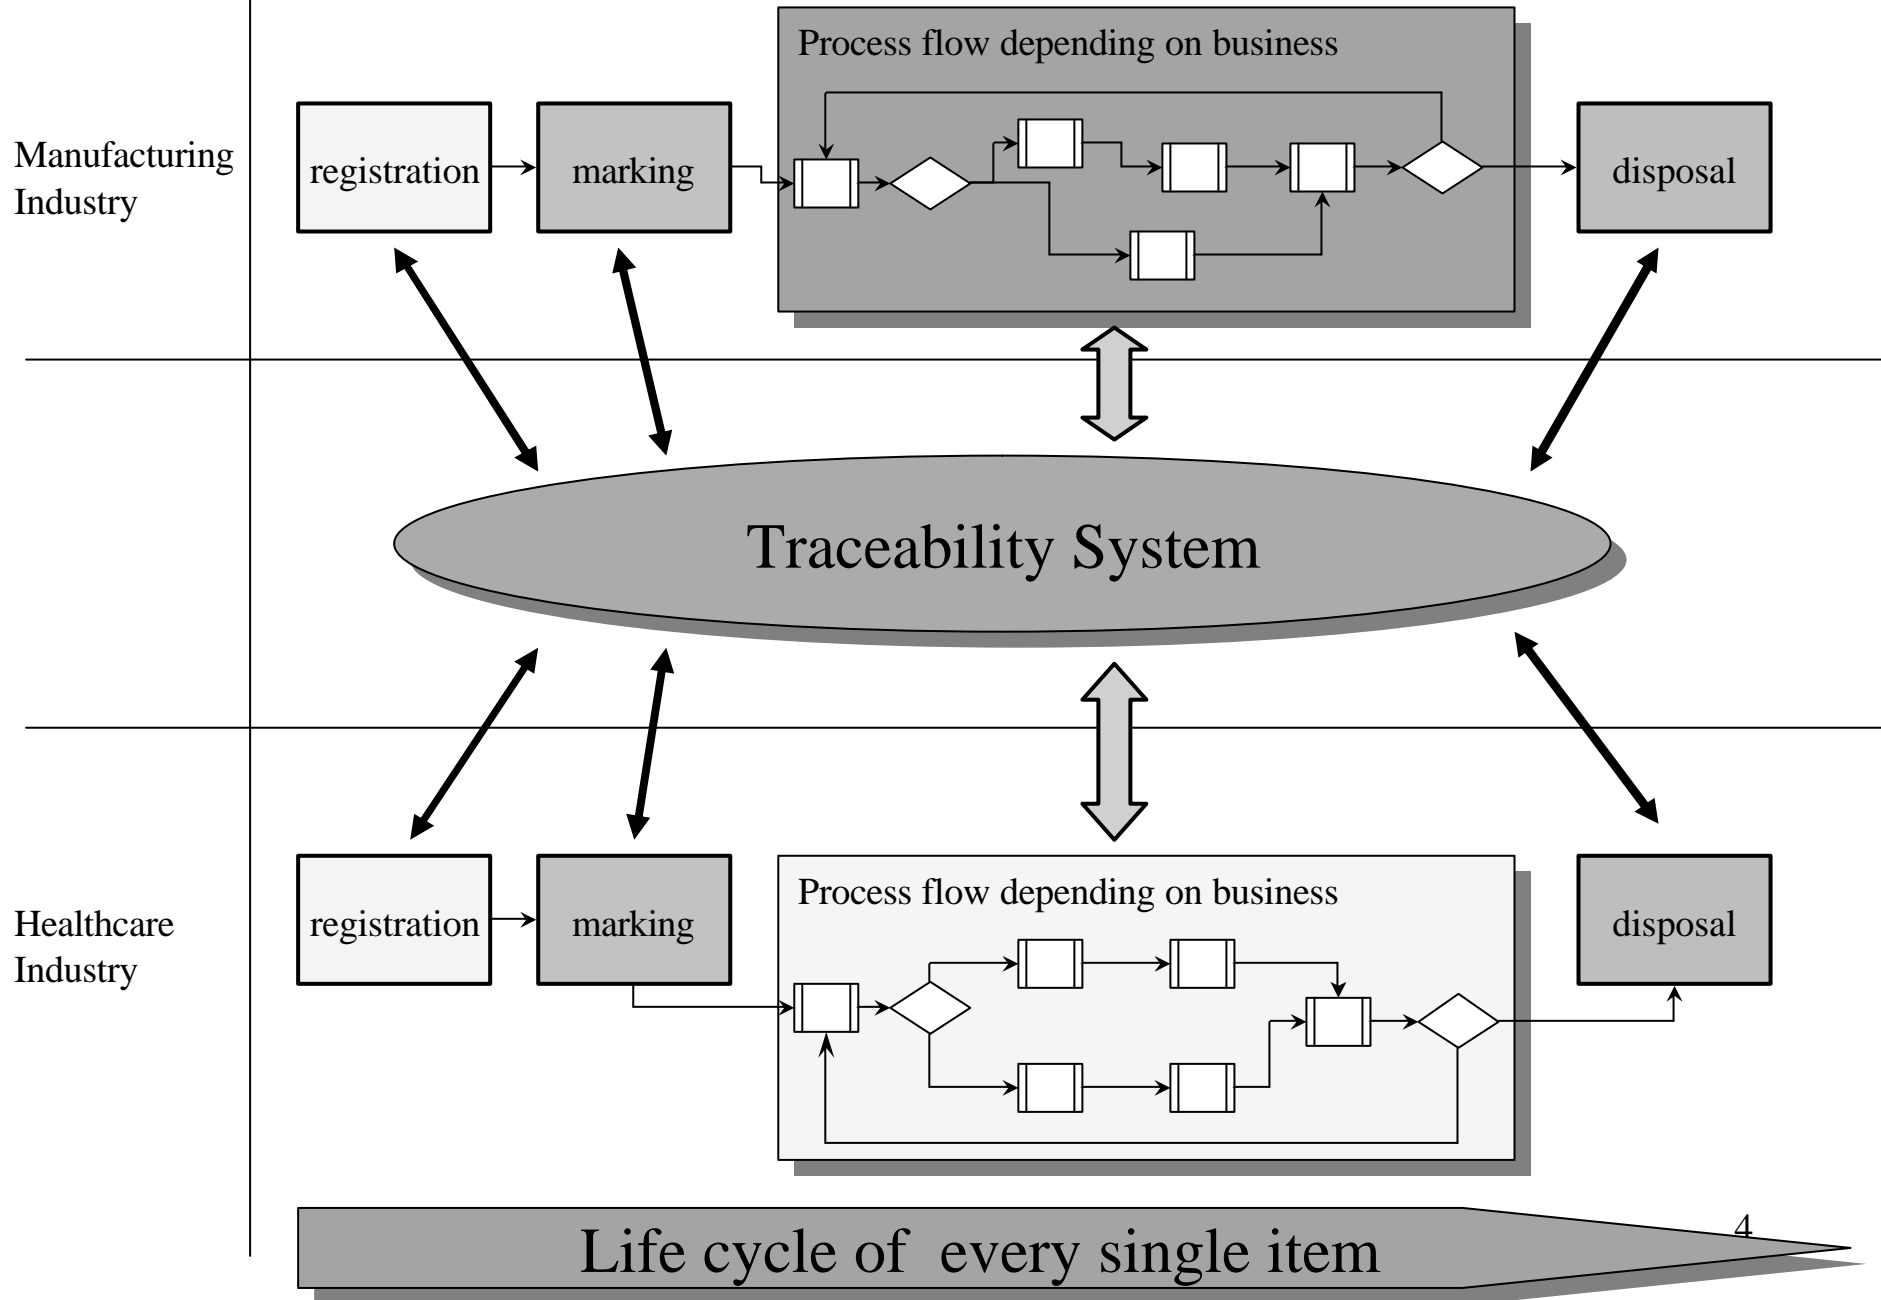 Process flow depending on business
Manufacturing
Industry
registration
marking
disposal
Traceability System
Process flow depending on business
Healthcare
Industry
registration
marking
disposal
4
Life cycle of  every single item